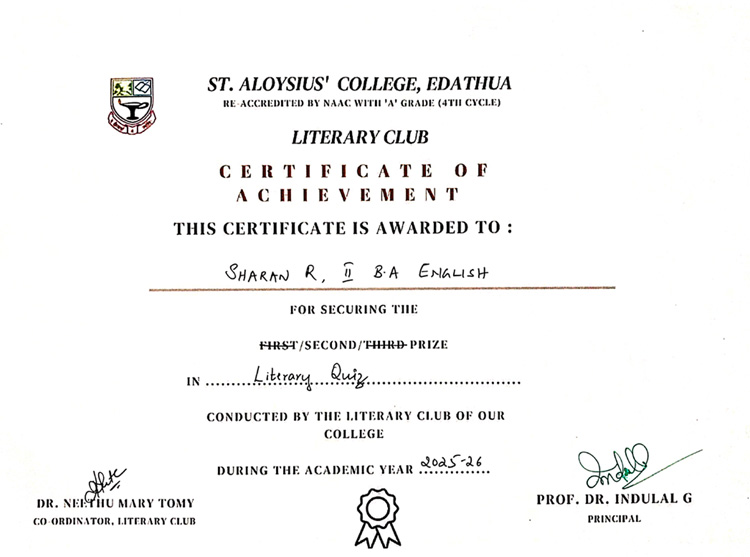 ST. ALOYSIUS' COLLEGE, EDATHUA
RE-ACCREDITED BY NAAC WITH 'A' GRADE (4TH CYCLE)
LITERARY CLUB
CERTIFICATE OF
ACHIEVEMENT
THIS CERTIFICATE IS AWARDED TO :
SHARAN R, II B.A ENGLISH
FOR SECURING THE
FIRST/SECOND/THIRD PRIZE
IN Literary Quiz
CONDUCTED BY THE LITERARY CLUB OF OUR
COLLEGE
DURING THE ACADEMIC YEAR 2025-26
DR. NEETHU MARY TOMY
CO-ORDINATOR, LITERARY CLUB
Indulal
PROF. DR. INDULAL G
PRINCIPAL